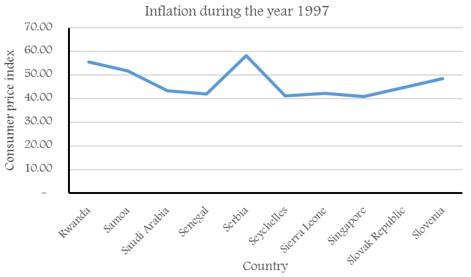 Inflation during the year 1997
Consumer price index
70.00
60.00
50.00
40.00
30.00
20.00
10.00
-
Rwanda
Samoa
Saudi Arabia
Senegal
Serbia
Seychelles
Sierra Leone
Singapore
Slovak Republic
Slovenia
Country